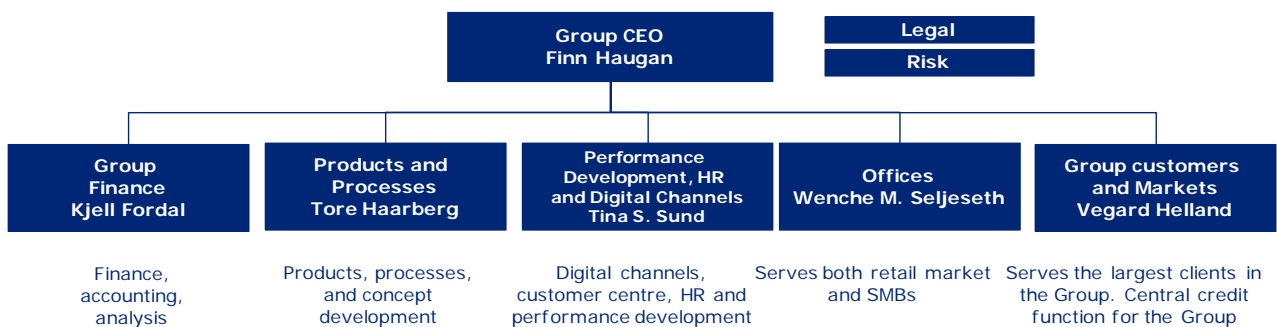 Group CEO
Finn Haugan
Legal
Risk
Group
Finance
Kjell Fordal
Products and
Processes
Tore Haarberg
Performance
Development, HR
and Digital Channels
Tina S. Sund
Offices
Wenche M. Seljeseth
Group customers
and Markets
Vegard Helland
Finance,
accounting,
analysis
Products, processes,
and concept
development
Digital channels,
customer centre, HR and
performance development
Serves both retail market
and SMBs
Serves the largest clients in
the Group. Central credit
function for the Group